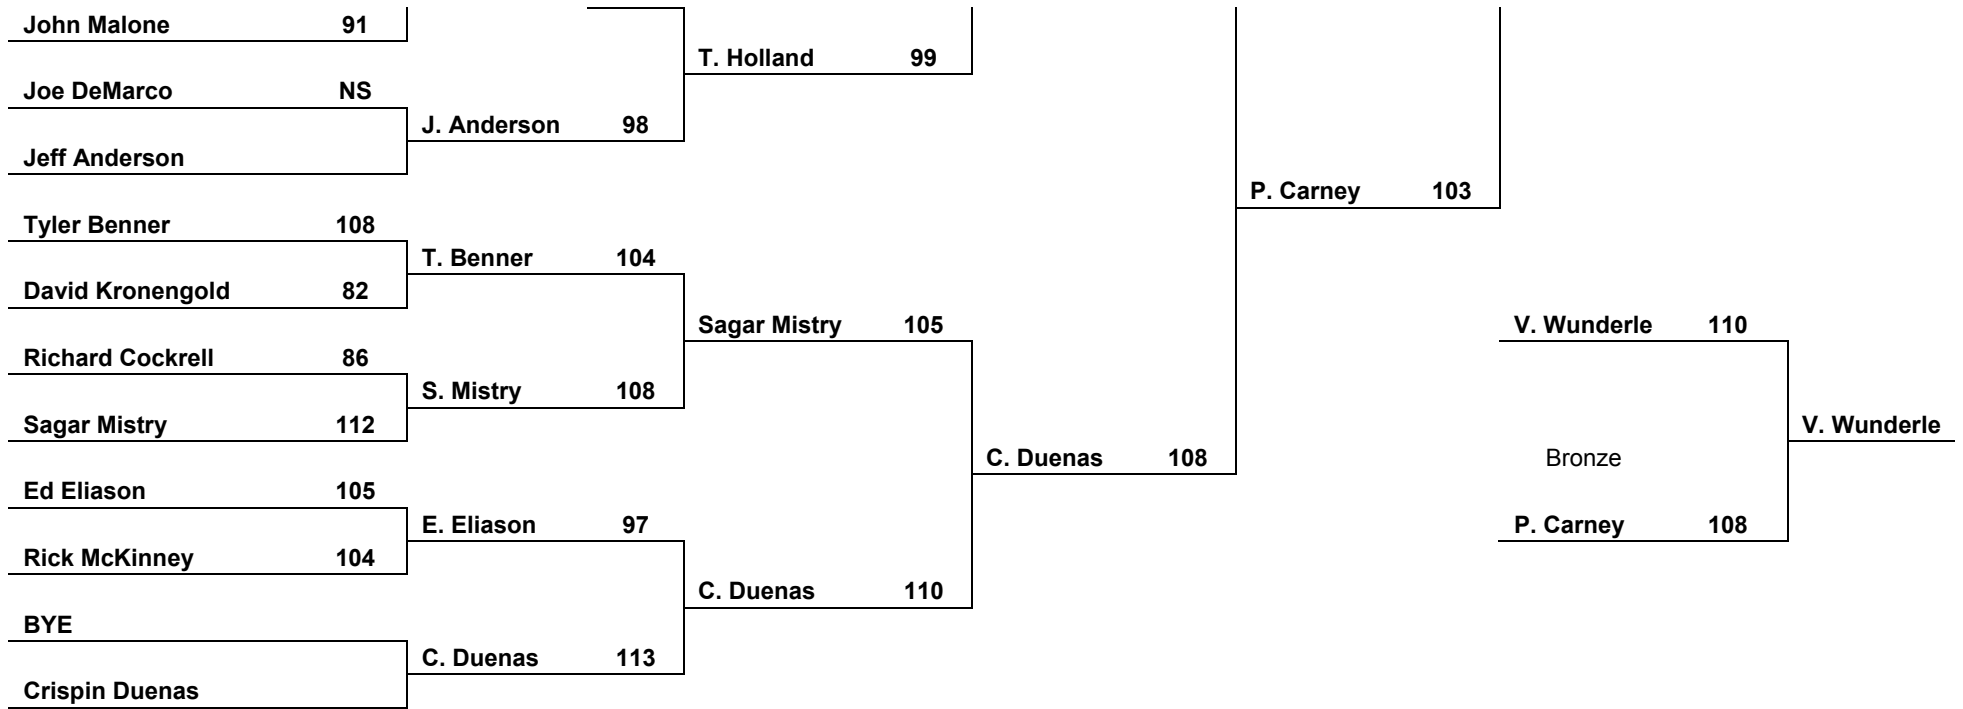 John Malone 91
T. Holland 99
Joe DeMarco NS
J. Anderson 98
Jeff Anderson
P. Carney 103
Tyler Benner 108
T. Benner 104
David Kronengold 82
Sagar Mistry 105
V. Wunderle 110
Richard Cockrell 86
S. Mistry 108
Sagar Mistry 112
V. Wunderle
C. Duenas 108
Bronze
Ed Eliason 105
E. Eliason 97
P. Carney 108
Rick McKinney 104
C. Duenas 110
BYE
C. Duenas 113
Crispin Duenas